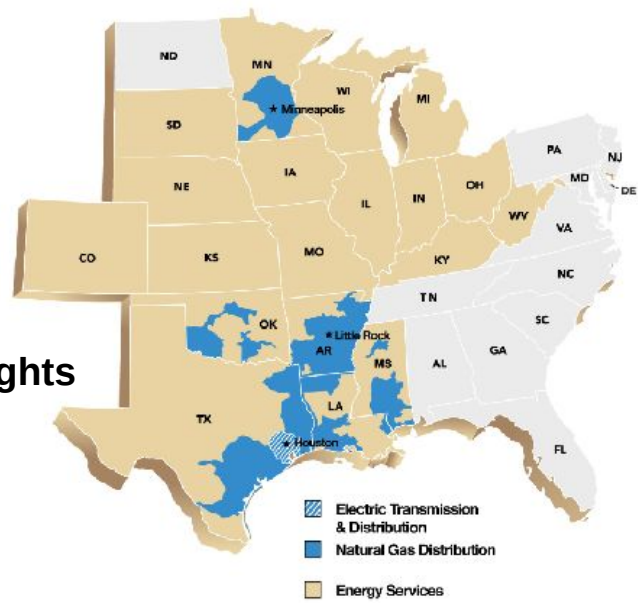 ND
MN
Minneapolis
WI
MI
SD
PA
NJ
MD
DE
IA
NE
IL
IN
OH
WV
VA
CO
KS
MO
KY
NC
TN
OK
Little Rock
AR
SC
MS
AL
GA
ghts
TX
LA
Houston
FL
Electric Transmission
& Distribution
Natural Gas Distribution
Energy Services